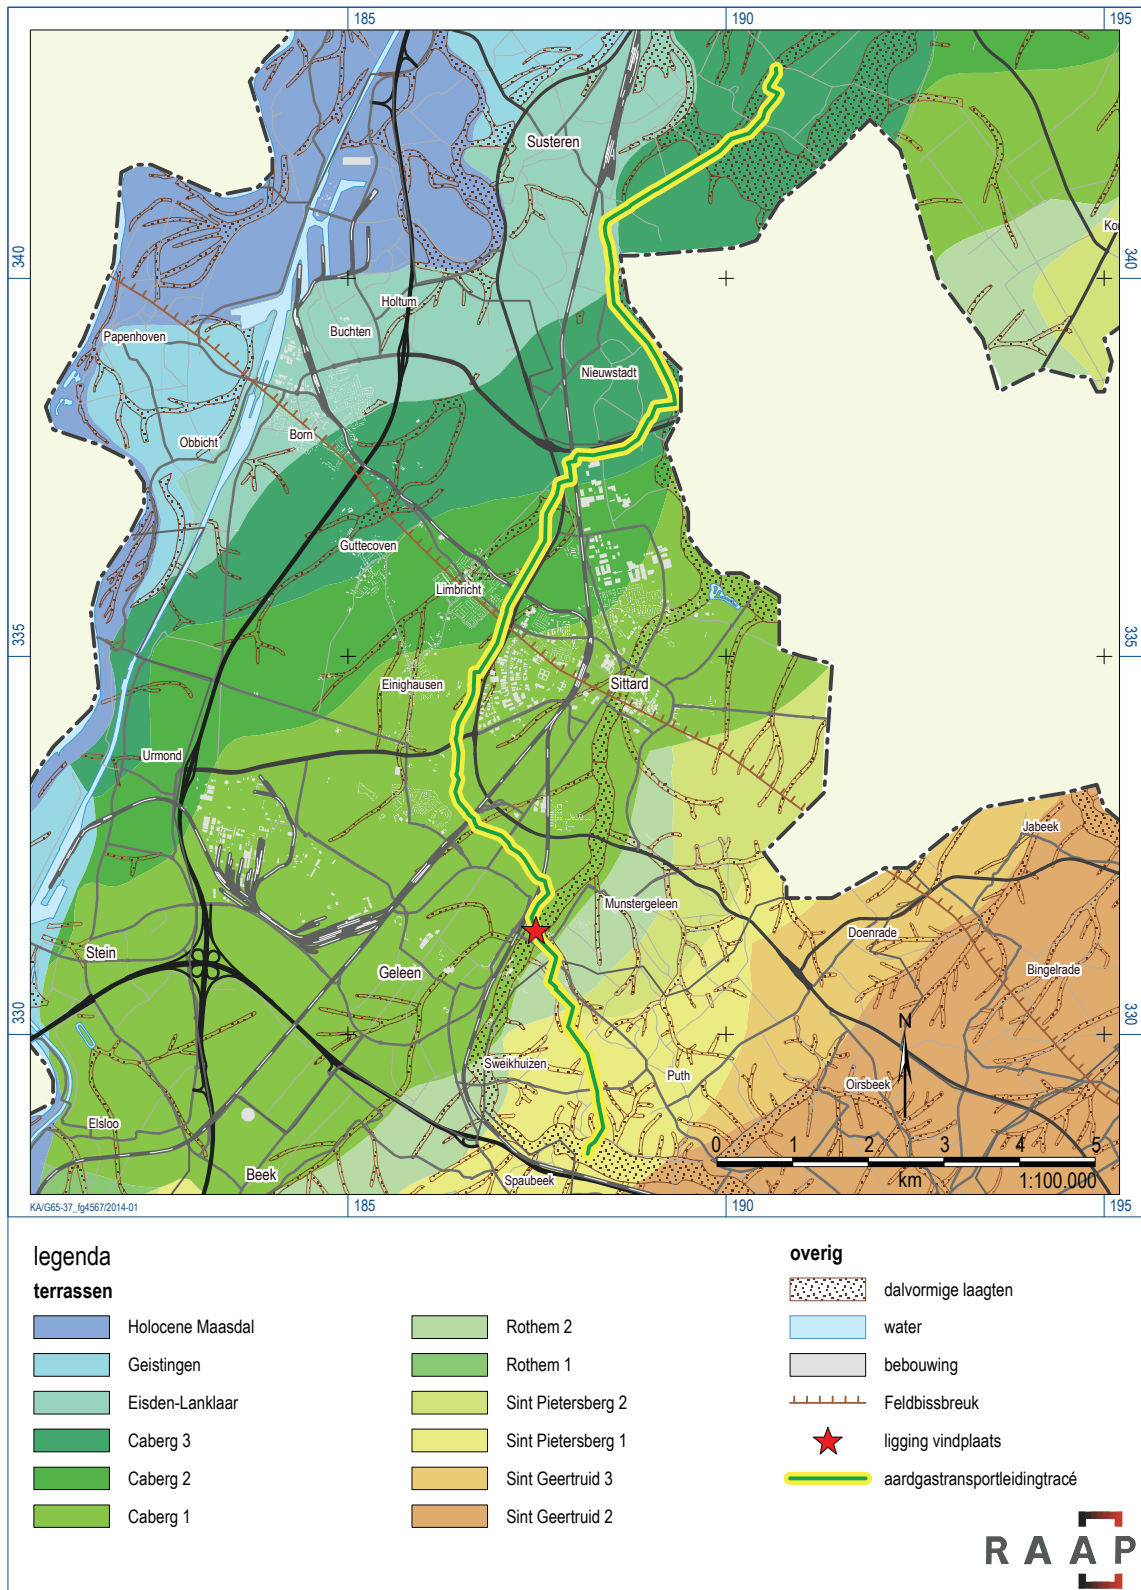 185
190
195
Susteren
340
340
Kor
Holtum
Buchten
Papenhoven
Nieuwstadt
Obbicht
Born
Guttecoven
Limbricht
335
335
Einighausen
Sittard
Urmond
Jabeek
Munstergeleen
Doenrade
Stein
Geleen
Bingelrade
330
330
N
Sweikhuizen
Puth
Oirsbeek
Elsloo
0 1 2 3 4 5
Beek
Spaubeek
km
1:100.000
KA/G65-37_fg4567/2014-01
185
190
195
legenda
terrassen
Holocene Maasdal
Geistingen
Eisden-Lanklaar
Caberg 3
Caberg 2
Caberg 1
Rothem 2
Rothem 1
Sint Pietersberg 2
Sint Pietersberg 1
Sint Geertruid 3
Sint Geertruid 2
overig
dalvormige laagten
water
bebouwing
Feldbissbreuk
ligging vindplaats
aardgastransportleidingtracé
RAAP